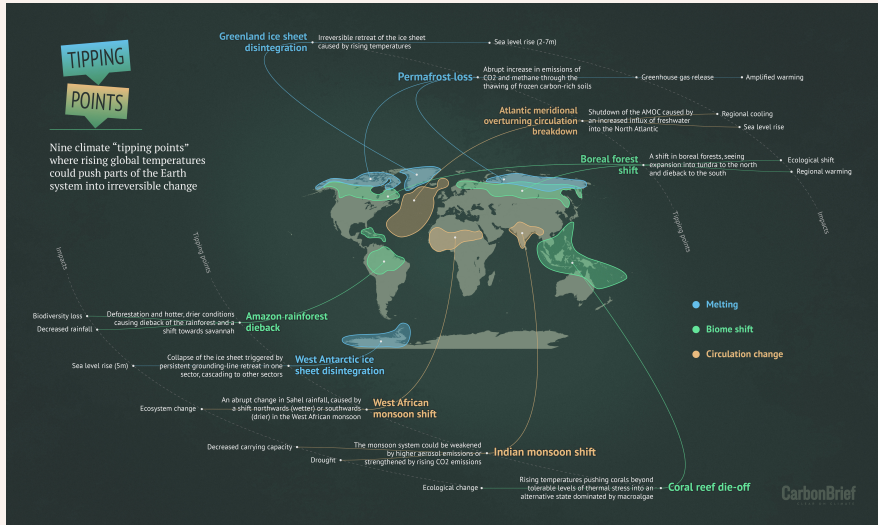 TIPPING
POINTS
Nine climate “tipping points”
where rising global temperatures
could push parts of the Earth
system into irreversible change
Greenland ice sheet
disintegration
Irreversible retreat of the ice sheet
caused by rising temperatures
Sea level rise (2-7m)
Permafrost loss
Abrupt increase in emissions of
CO2 and methane through the
thawing of frozen carbon-rich soils
Greenhouse gas release
Amplified warming
Atlantic meridional
overturning circulation
breakdown
Shutdown of the AMOC caused by
an increased influx of freshwater
into the North Atlantic
Regional cooling
Sea level rise
Boreal forest
shift
A shift in boreal forests, seeing
expansion into tundra to the north
and dieback to the south
Ecological shift
Regional warming
Tipping points
Impacts
Impacts
Tipping points
Melting
Biome shift
Circulation change
Biodiversity loss
Decreased rainfall
Deforestation and hotter, drier conditions
causing dieback of the rainforest and a
shift towards savannah
Amazon rainforest
dieback
Sea level rise (5m)
Collapse of the ice sheet triggered by
persistent grounding-line retreat in one
sector, cascading to other sectors
West Antarctic ice
sheet disintegration
Ecosystem change
An abrupt change in Sahel rainfall, caused by
a shift northwards (wetter) or southwards
(drier) in the West African monsoon
West African
monsoon shift
Decreased carrying capacity
Drought
The monsoon system could be weakened
by higher aerosol emissions or
strengthened by rising CO2 emissions
Indian monsoon shift
Ecological change
Rising temperatures pushing corals beyond
tolerable levels of thermal stress into an
alternative state dominated by macroalgae
Coral reef die-off
CarbonBrief
CLEAR ON CLIMATE